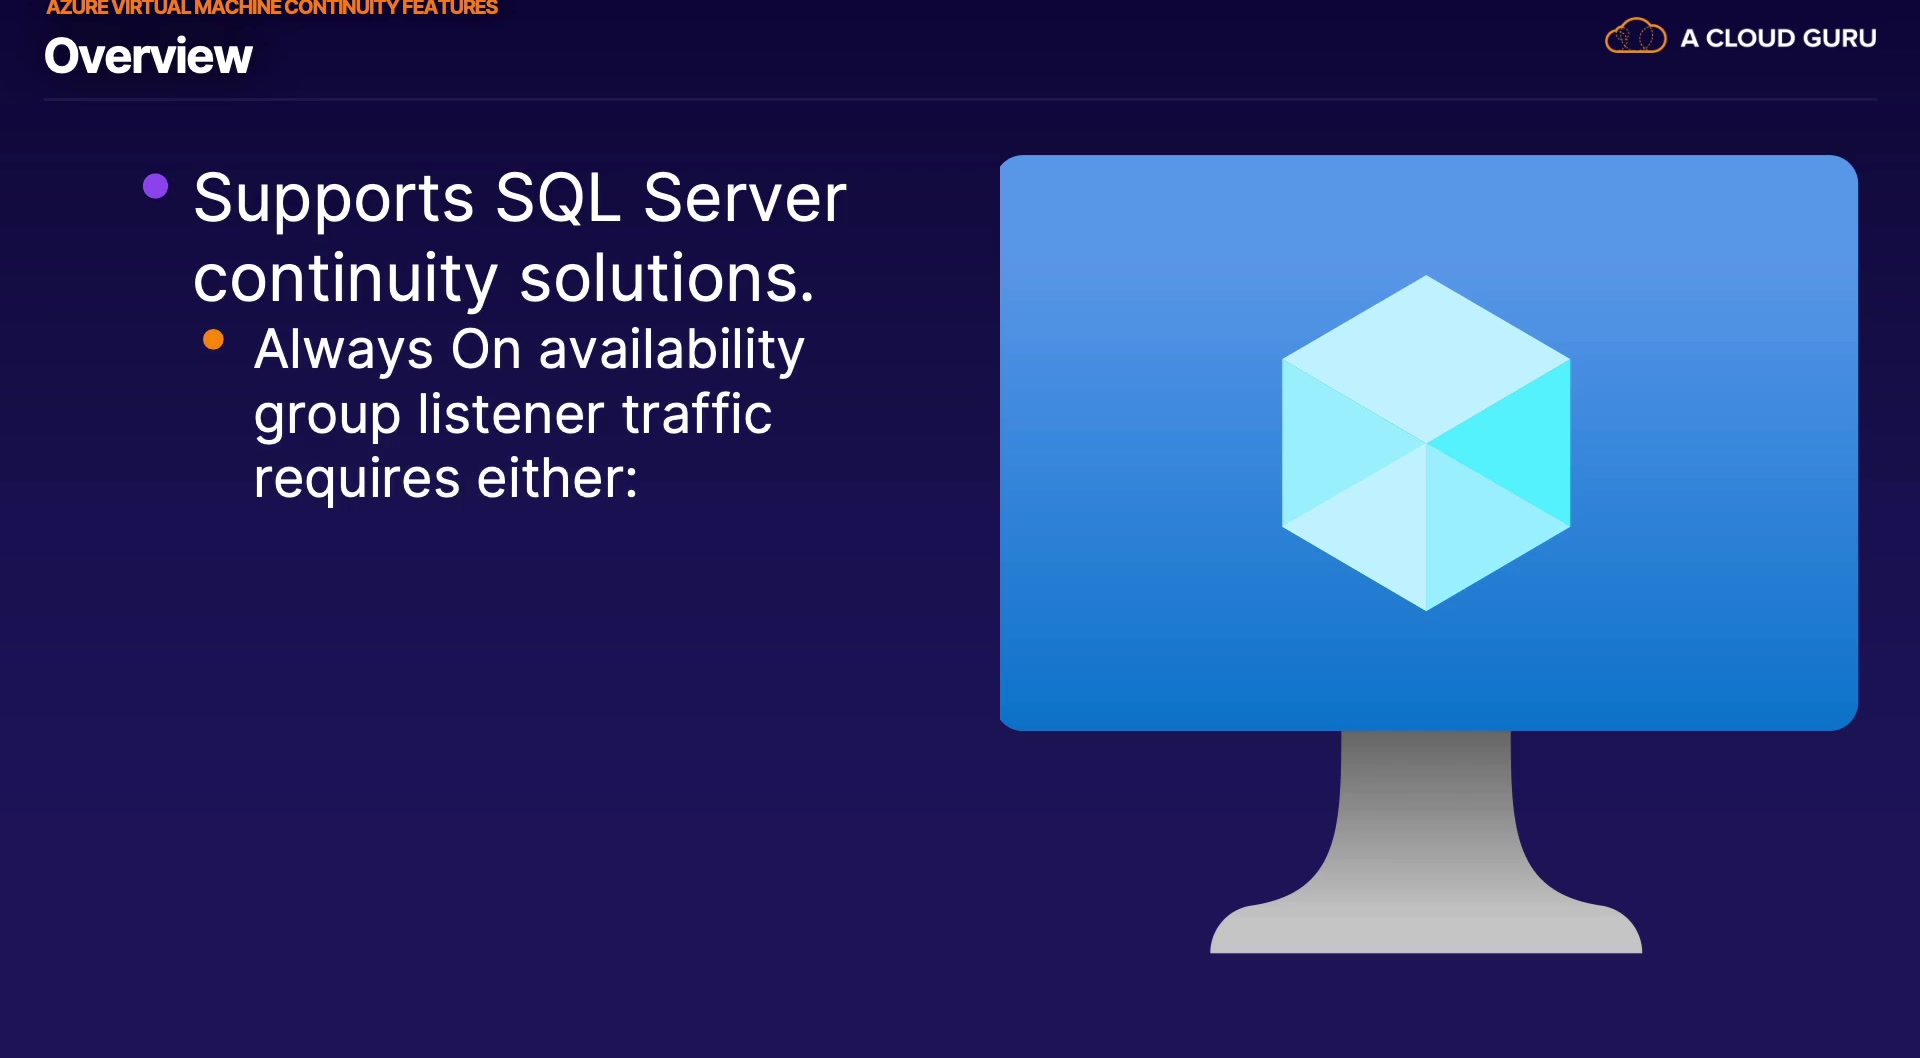 AZURE VIRTUAL MACHINE CONTINUITY FEATURES
Overview
A CLOUD GURU
Supports SQL Server
continuity solutions.
Always On availability
group listener traffic
requires either: